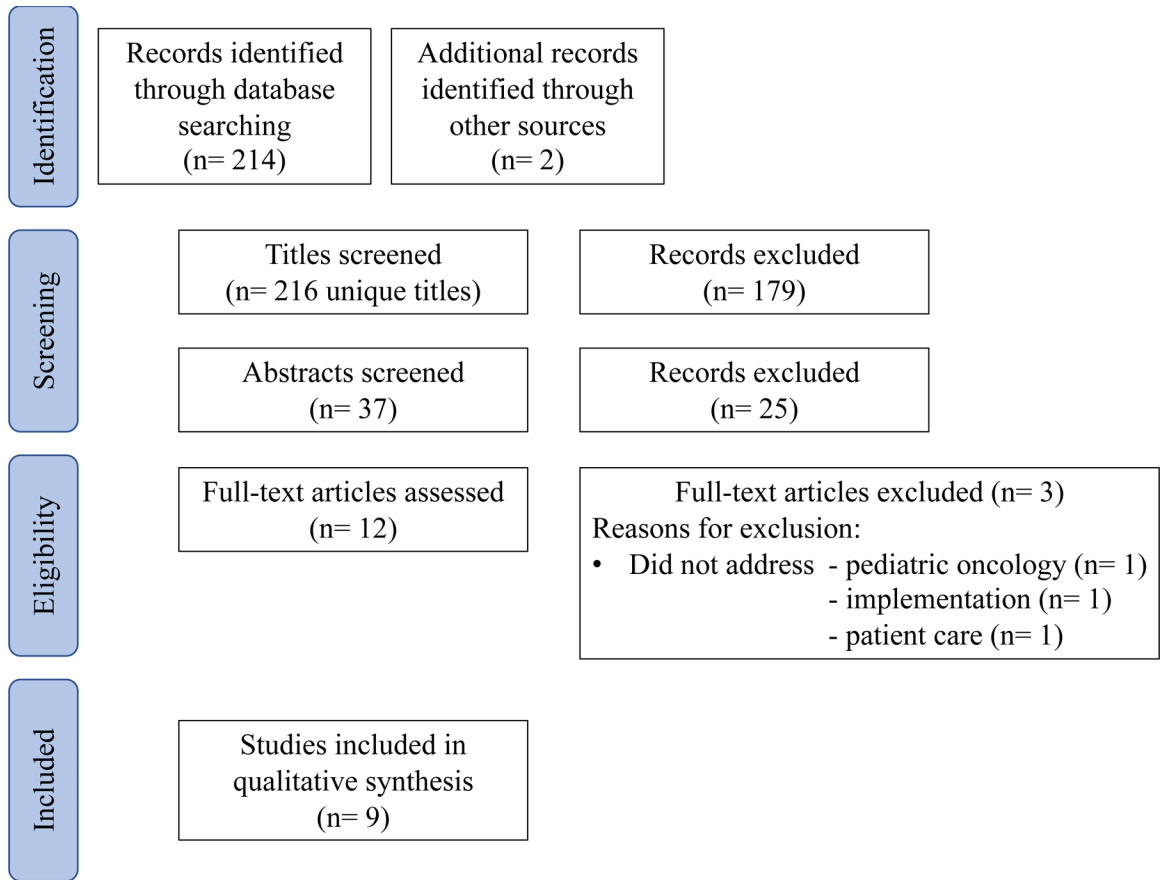 Identification
Records identified
through database
searching
(n= 214)
Additional records
identified through
other sources
(n= 2)
Screening
Titles screened
(n= 216 unique titles)
Records excluded
(n= 179)
Abstracts screened
(n= 37)
Records excluded
(n= 25)
Eligibility
Full-text articles assessed
(n= 12)
Full-text articles excluded (n= 3)
Reasons for exclusion:
• Did not address - pediatric oncology (n= 1)
- implementation (n= 1)
- patient care (n= 1)
Included
Studies included in
qualitative synthesis
(n= 9)